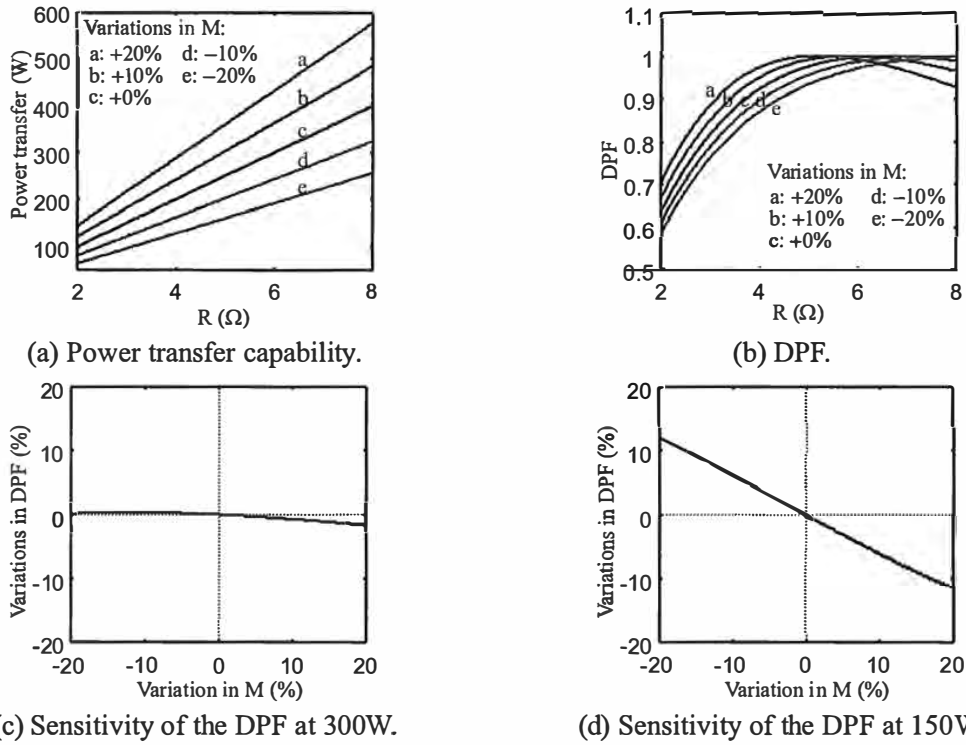 600
500
400
300
200
100
Power transfer (W)
Variations in M:
a: +20% d: −10%
b: +10% e: −20%
c: +0%
a
b
c
d
e
2 4 6 8
R (Ω)
(a) Power transfer capability.
1.1
1
0.9
0.8
0.7
0.6
0.5
DPF
a b c d e
Variations in M:
a: +20% d: −10%
b: +10% e: −20%
c: +0%
2 4 6 8
R (Ω)
(b) DPF.
20
10
0
-10
-20
Variations in DPF (%)
-20 -10 0 10 20
Variation in M (%)
(c) Sensitivity of the DPF at 300W.
20
10
0
-10
-20
Variations in DPF (%)
-20 -10 0 10 20
Variation in M (%)
(d) Sensitivity of the DPF at 150W